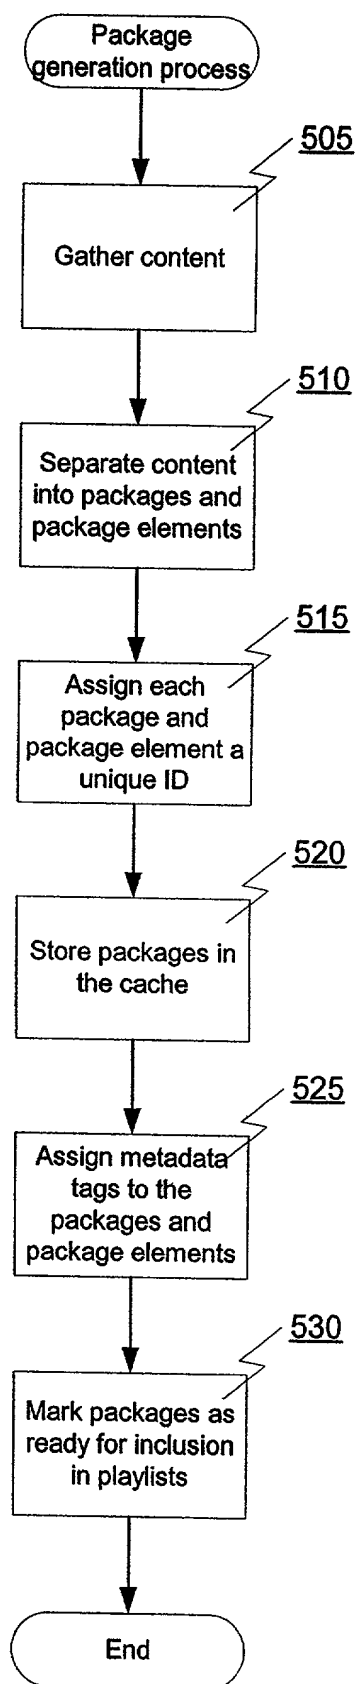 Package
generation process
505
Gather content
510
Separate content
into packages and
package elements
515
Assign each
package and
package element a
unique ID
520
Store packages in
the cache
525
Assign metadata
tags to the
packages and
package elements
530
Mark packages as
ready for inclusion
in playlists
End